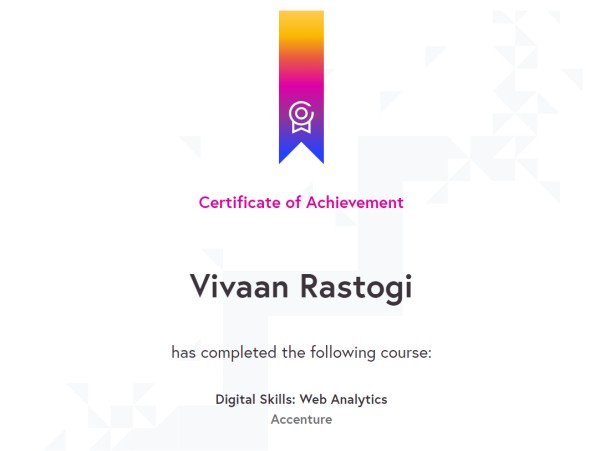 Certificate of Achievement
Vivaan Rastogi
has completed the following course:
Digital Skills: Web Analytics
Accenture